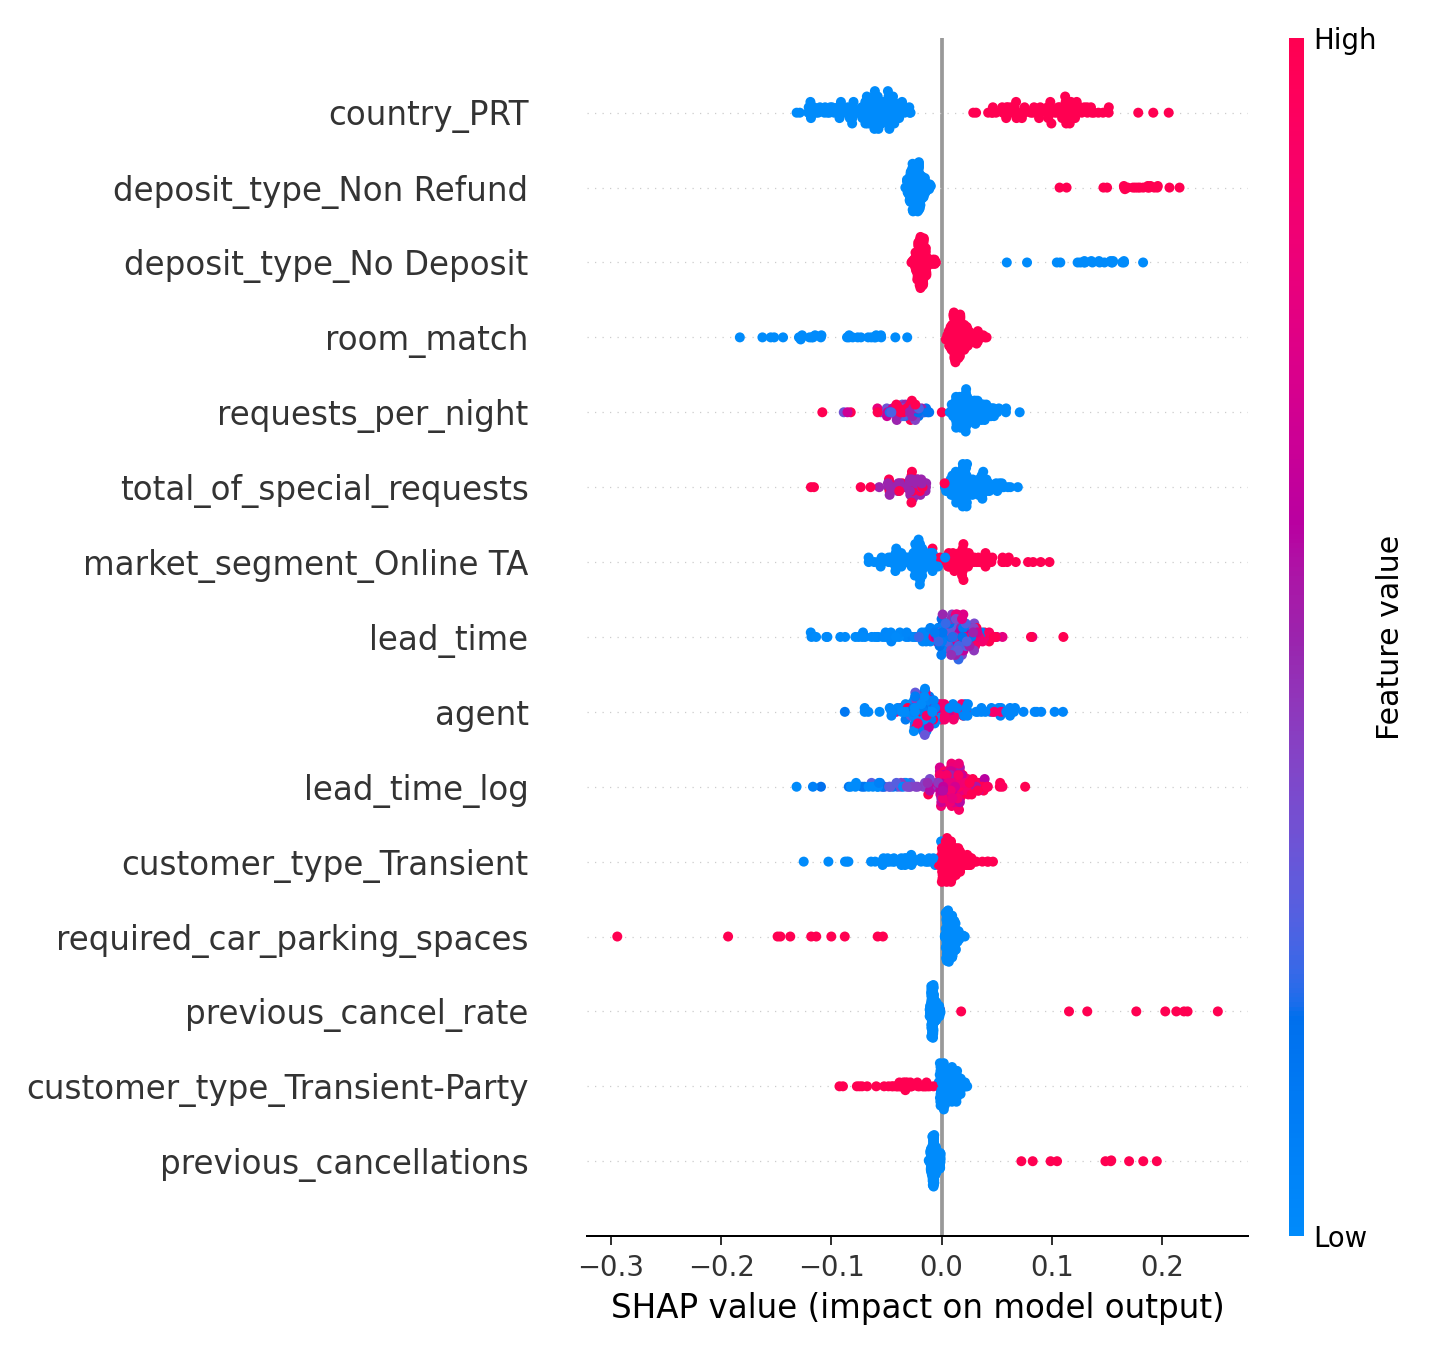 High
country_PRT
deposit_type_Non Refund
deposit_type_No Deposit
room_match
requests_per_night
total_of_special_requests
market_segment_Online TA
lead_time
agent
lead_time_log
customer_type_Transient
required_car_parking_spaces
previous_cancel_rate
customer_type_Transient-Party
previous_cancellations
Feature value
Low
−0.3 −0.2 −0.1 0.0 0.1 0.2
SHAP value (impact on model output)